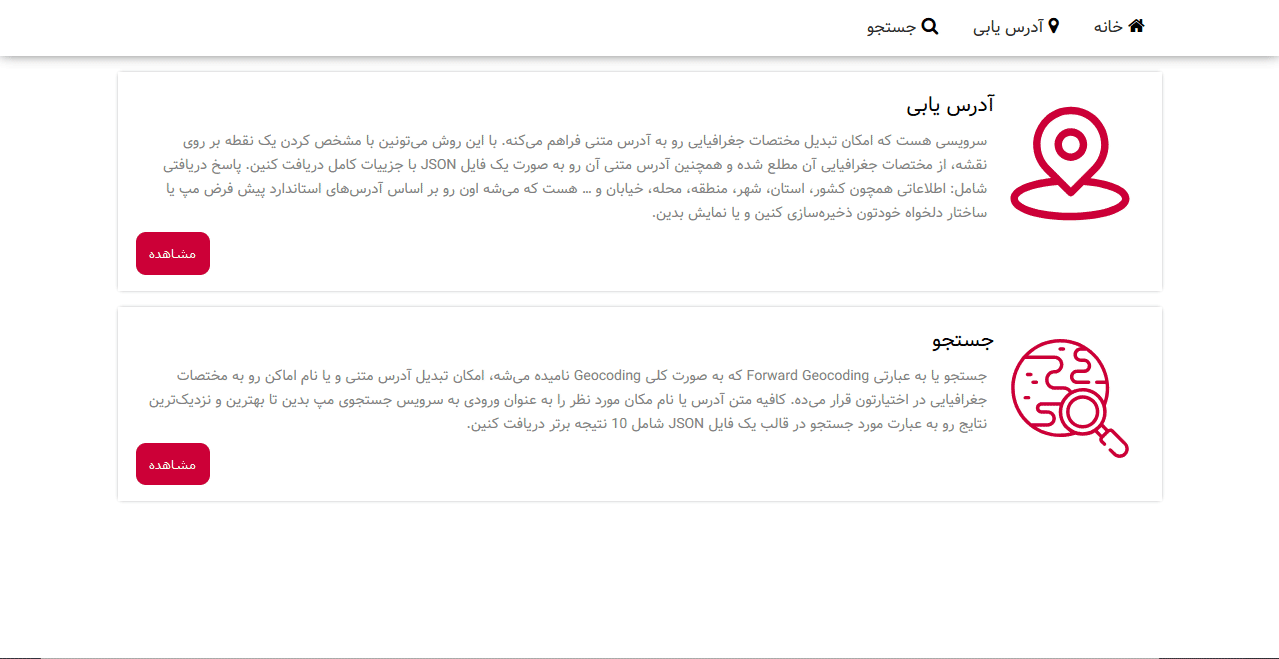 خانه
آدرس یابی
جستجو
آدرس یابی
سرویسی هست که امکان تبدیل مختصات جغرافیایی رو به آدرس متنی فراهم می‌کنه. با این روش می‌تونین با مشخص کردن یک نقطه بر روی
نقشه، از مختصات جغرافیایی آن مطلع شده و همچنین آدرس متنی آن رو به صورت یک فایل JSON با جزییات کامل دریافت کنین. پاسخ دریافتی
شامل: اطلاعاتی همچون کشور، استان، شهر، منطقه، محله، خیابان و ... هست که می‌شه اون رو بر اساس آدرس‌های استاندارد پیش فرض مپ یا
ساختار دلخواه خودتون ذخیره‌سازی کنین و یا نمایش بدین.
مشاهده
جستجو
جستجو یا به عبارتی Forward Geocoding که به صورت کلی Geocoding نامیده می‌شه، امکان تبدیل آدرس متنی و یا نام اماکن رو به مختصات
جغرافیایی در اختیارتون قرار می‌ده. کافیه متن آدرس یا نام مکان مورد نظر را به عنوان ورودی به سرویس جستجوی مپ بدین تا بهترین و نزدیک‌ترین
نتایج رو به عبارت مورد جستجو در قالب یک فایل JSON شامل 10 نتیجه برتر دریافت کنین.
مشاهده